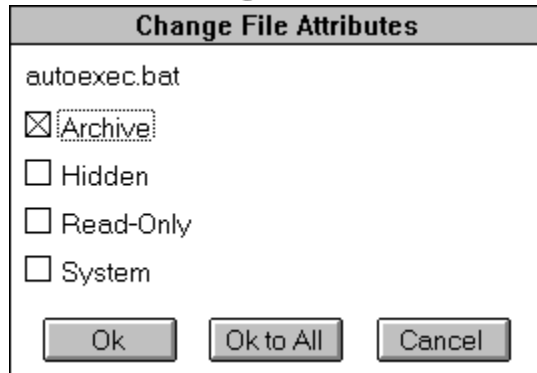 Change File Attributes
autoexec.bat
Archive
Hidden
Read-Only
System
Ok Ok to All Cancel